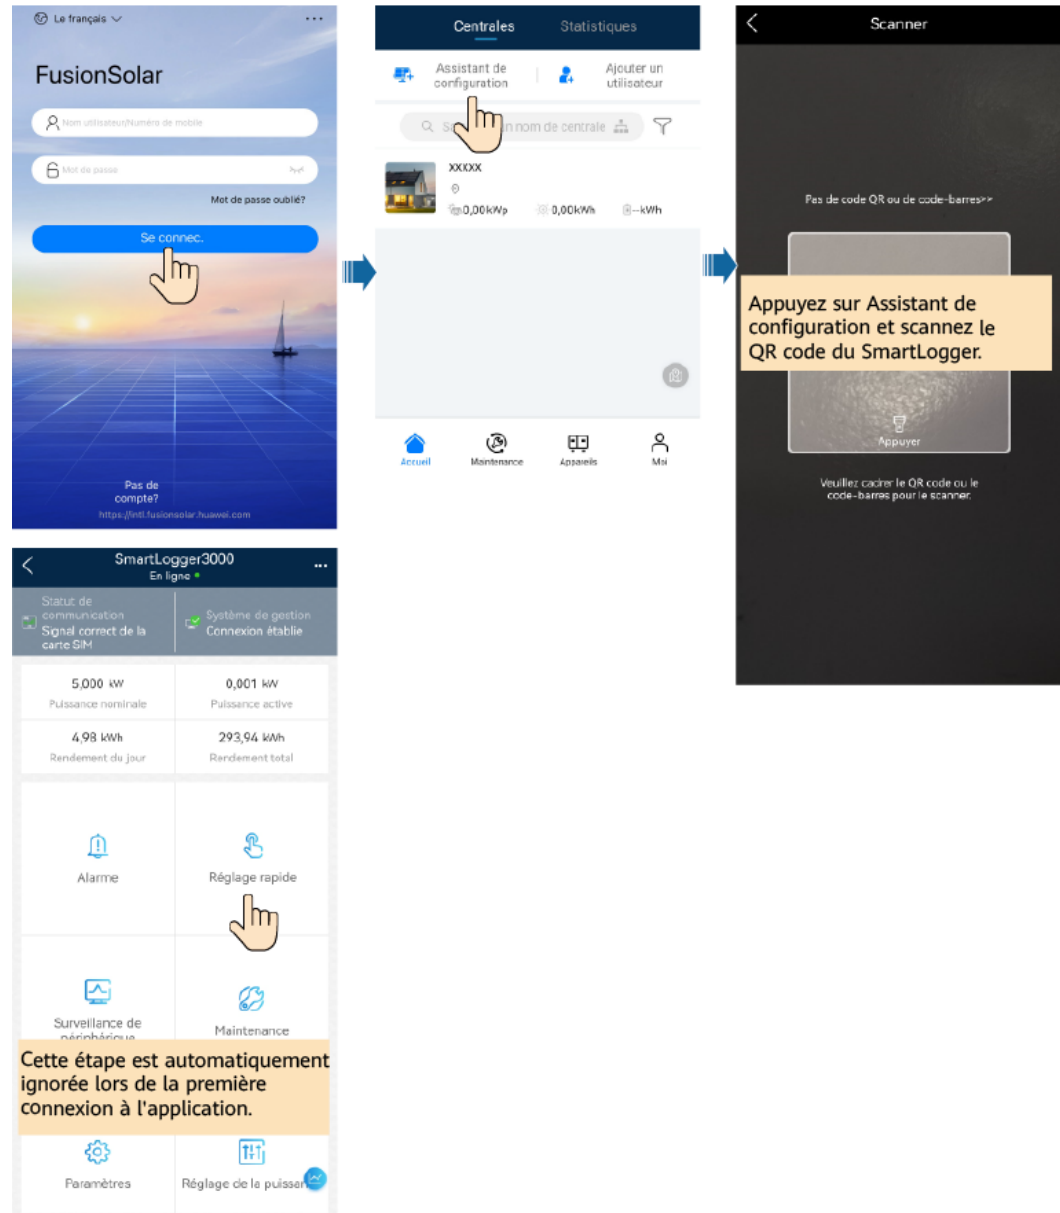 Le français
FusionSolar
Nom utilisateur/Numéro de mobile
Mot de passe
Mot de passe oublié?
Se connec.
Pas de
compte?
https://intl.fusionsolar.huawei.com
Centrales
Statistiques
Assistant de
configuration
Ajouter un
utilisateur
nom de centrale
XXXXX
0,00kWp
0,00kWh
--kWh
Accueil
Maintenance
Appareils
Moi
Scanner
Pas de code QR ou de code-barres>>
Appuyez sur Assistant de
configuration et scannez le
QR code du SmartLogger.
Appuyer
Veuillez cadrer le QR code ou le
code-barres pour le scanner.
SmartLogger3000
En ligne
Statut de
communication
Signal correct de la
carte SIM
Système de gestion
Connexion établie
5,000 kW
Puissance nominale
0,001 kW
Puissance active
4,98 kWh
Rendement du jour
293,94 kWh
Rendement total
Alarme
Réglage rapide
Surveillance de
périphérique
Maintenance
Cette étape est automatiquement
ignorée lors de la première
connexion à l'application.
Paramètres
Réglage de la puissan